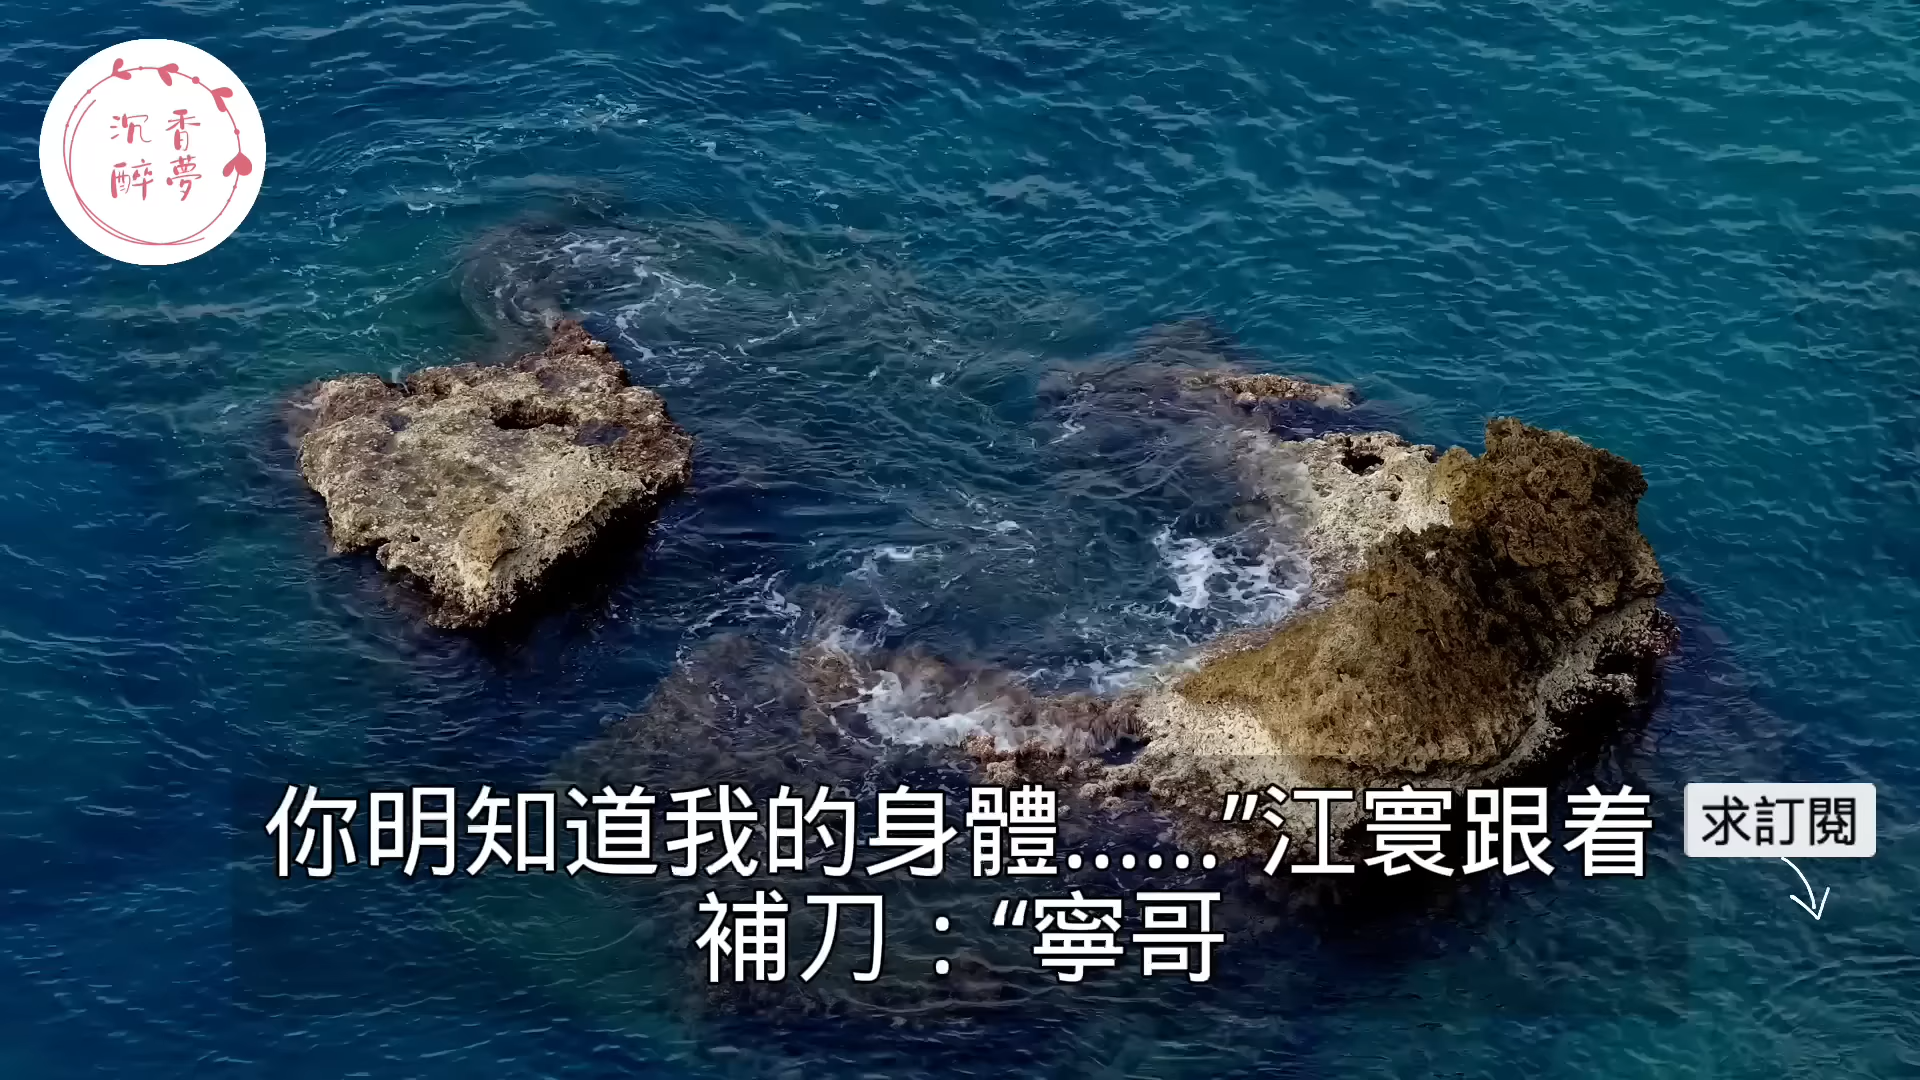 沉香
醉夢
你明知道我的身體......”江寰跟着
補刀：“寧哥
求訂閱